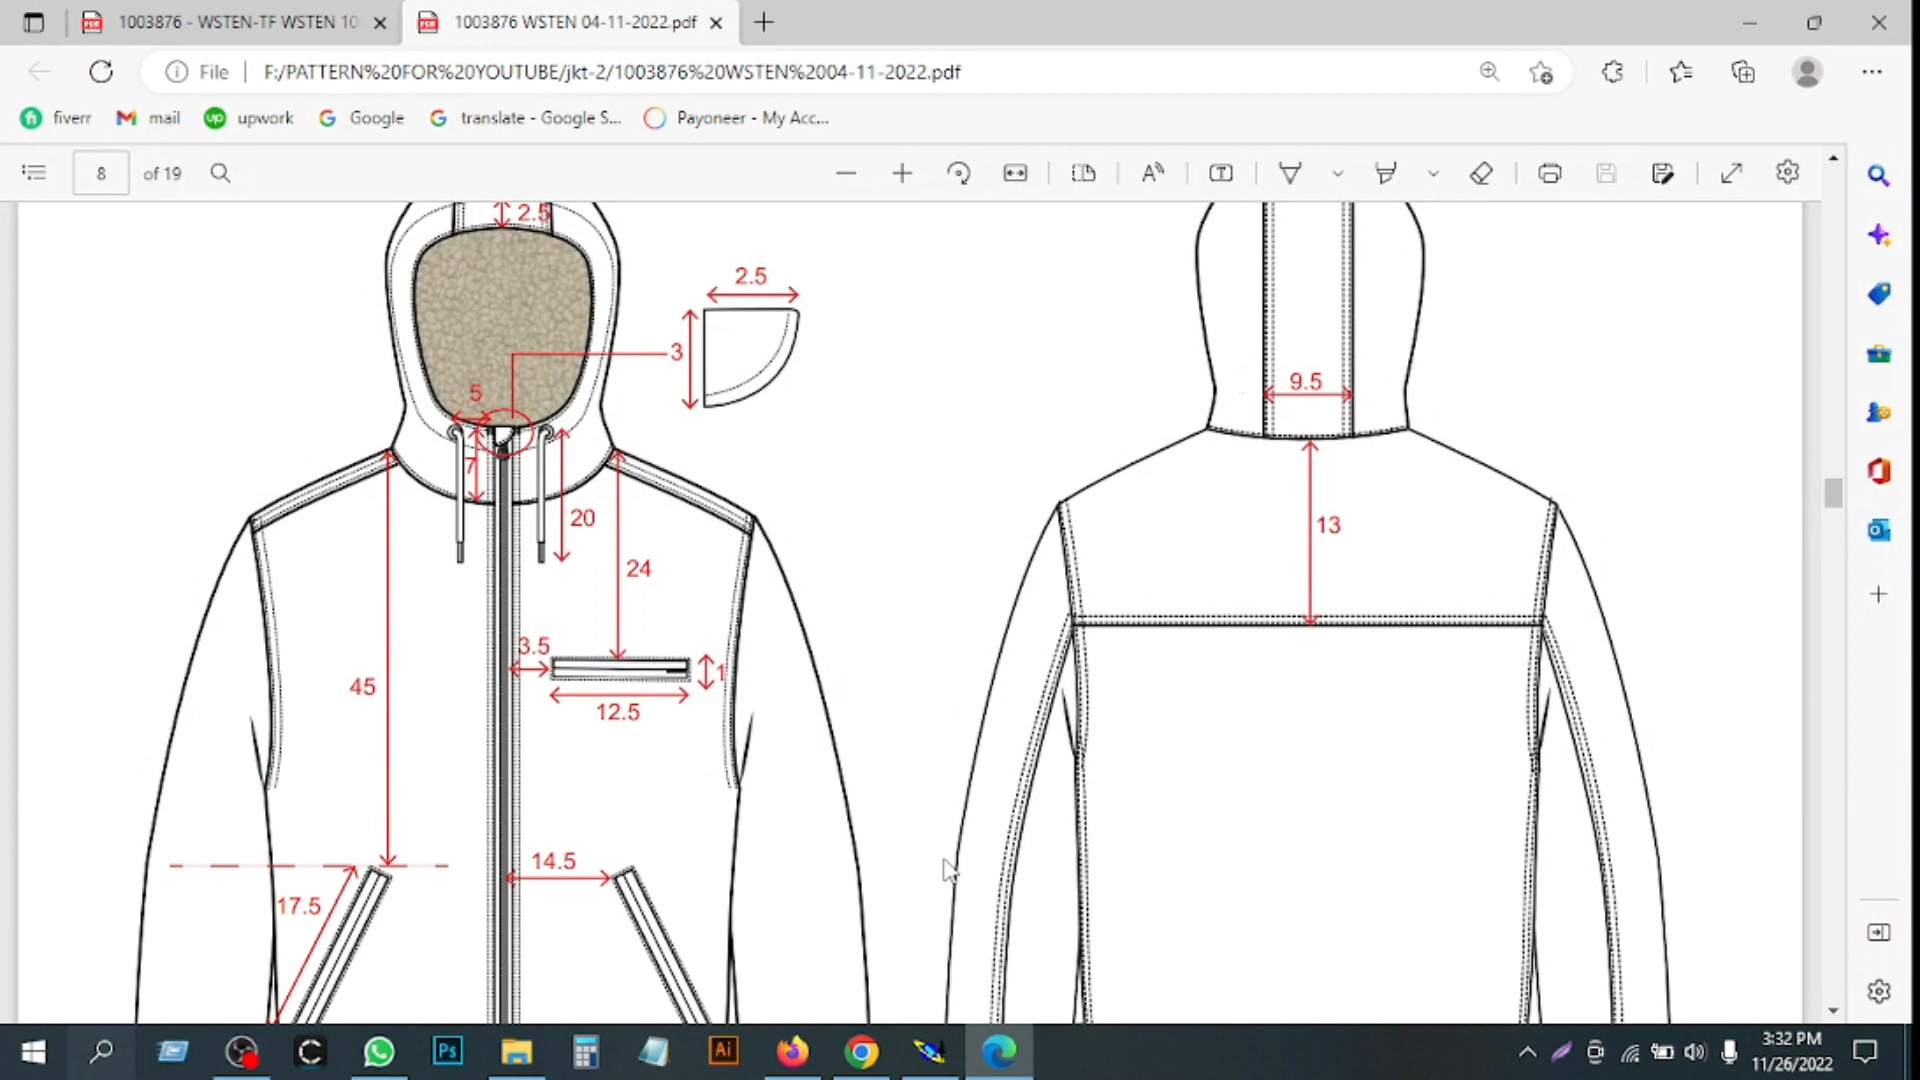 1003876 - WSTEN-TF WSTEN 10
1003876 WSTEN 04-11-2022.pdf
File
F:/PATTERN%20FOR%20YOUTUBE/jkt-2/1003876%20WSTEN%2004-11-2022.pdf
fiverr
mail
up
upwork
Google
translate - Google S...
Payoneer - My Acc...
8
of 19
2.5
2.5
3
5
7
9.5
20
13
24
3.5
1
12.5
45
14.5
17.5
Ps
Ai
3:32 PM
11/26/2022